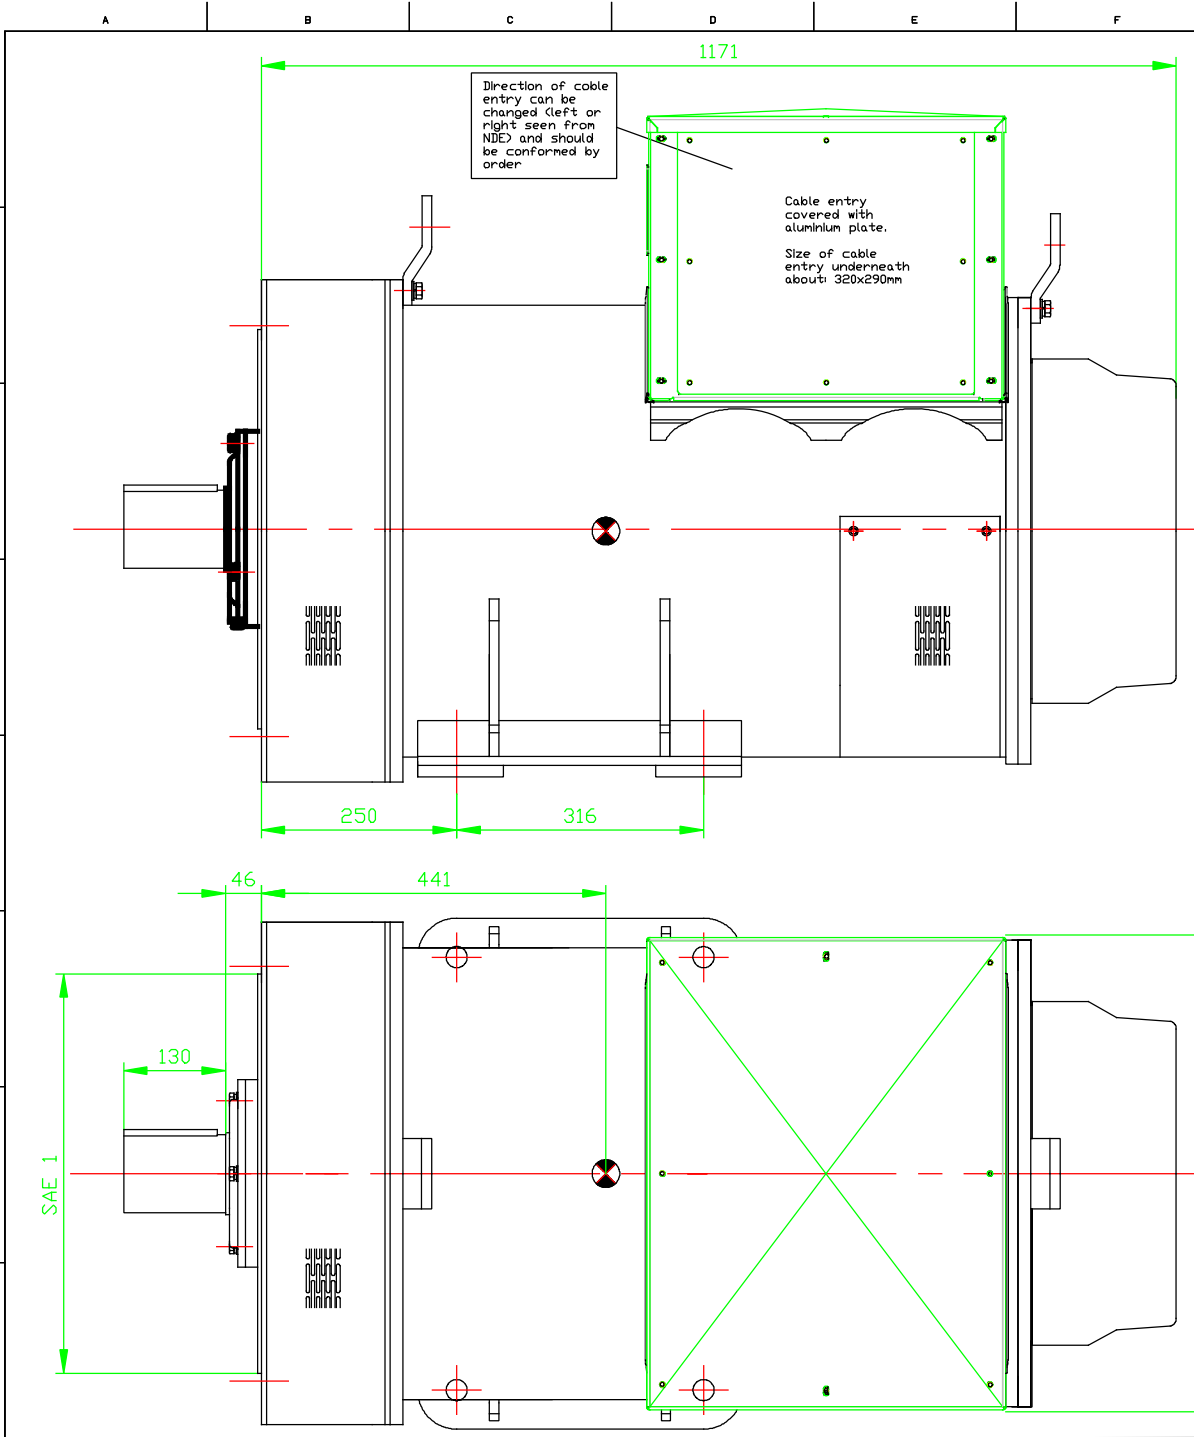 A B C D E F
1171
Direction of coble
entry can be
changed (left or
right seen from
NDE) and should
be conformed by
order
Cable entry
covered with
aluminium plate.
Size of cable
entry underneath
about: 320x290mm
250
316
46
441
130
SAE 1